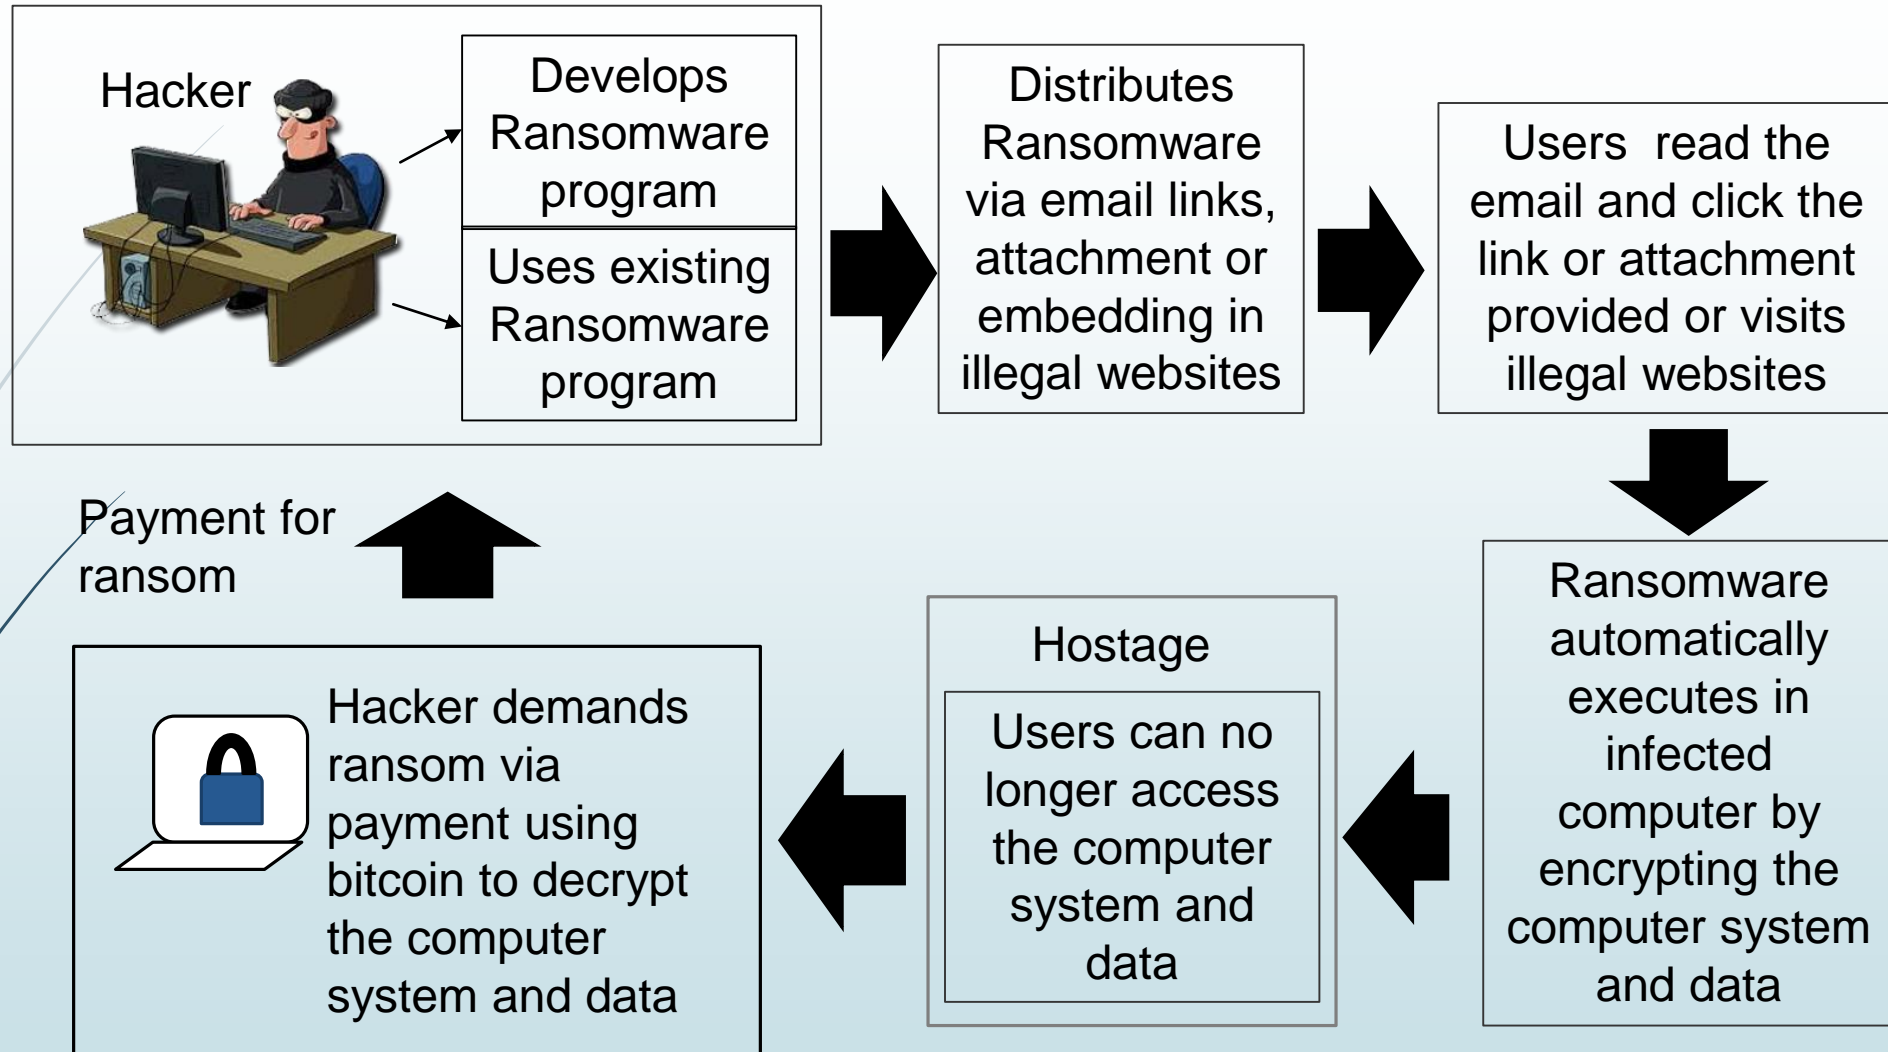 Hacker
Develops
Ransomware
program
Uses existing
Ransomware
program
Distributes
Ransomware
via email links,
attachment or
embedding in
illegal websites
Users  read the
email and click the
link or attachment
provided or visits
illegal websites
Ransomware
automatically
executes in
infected
computer by
encrypting the
computer system
and data
Hostage
Users can no
longer access
the computer
system and
data
Hacker demands
ransom via
payment using
bitcoin to decrypt
the computer
system and data
Payment for
ransom